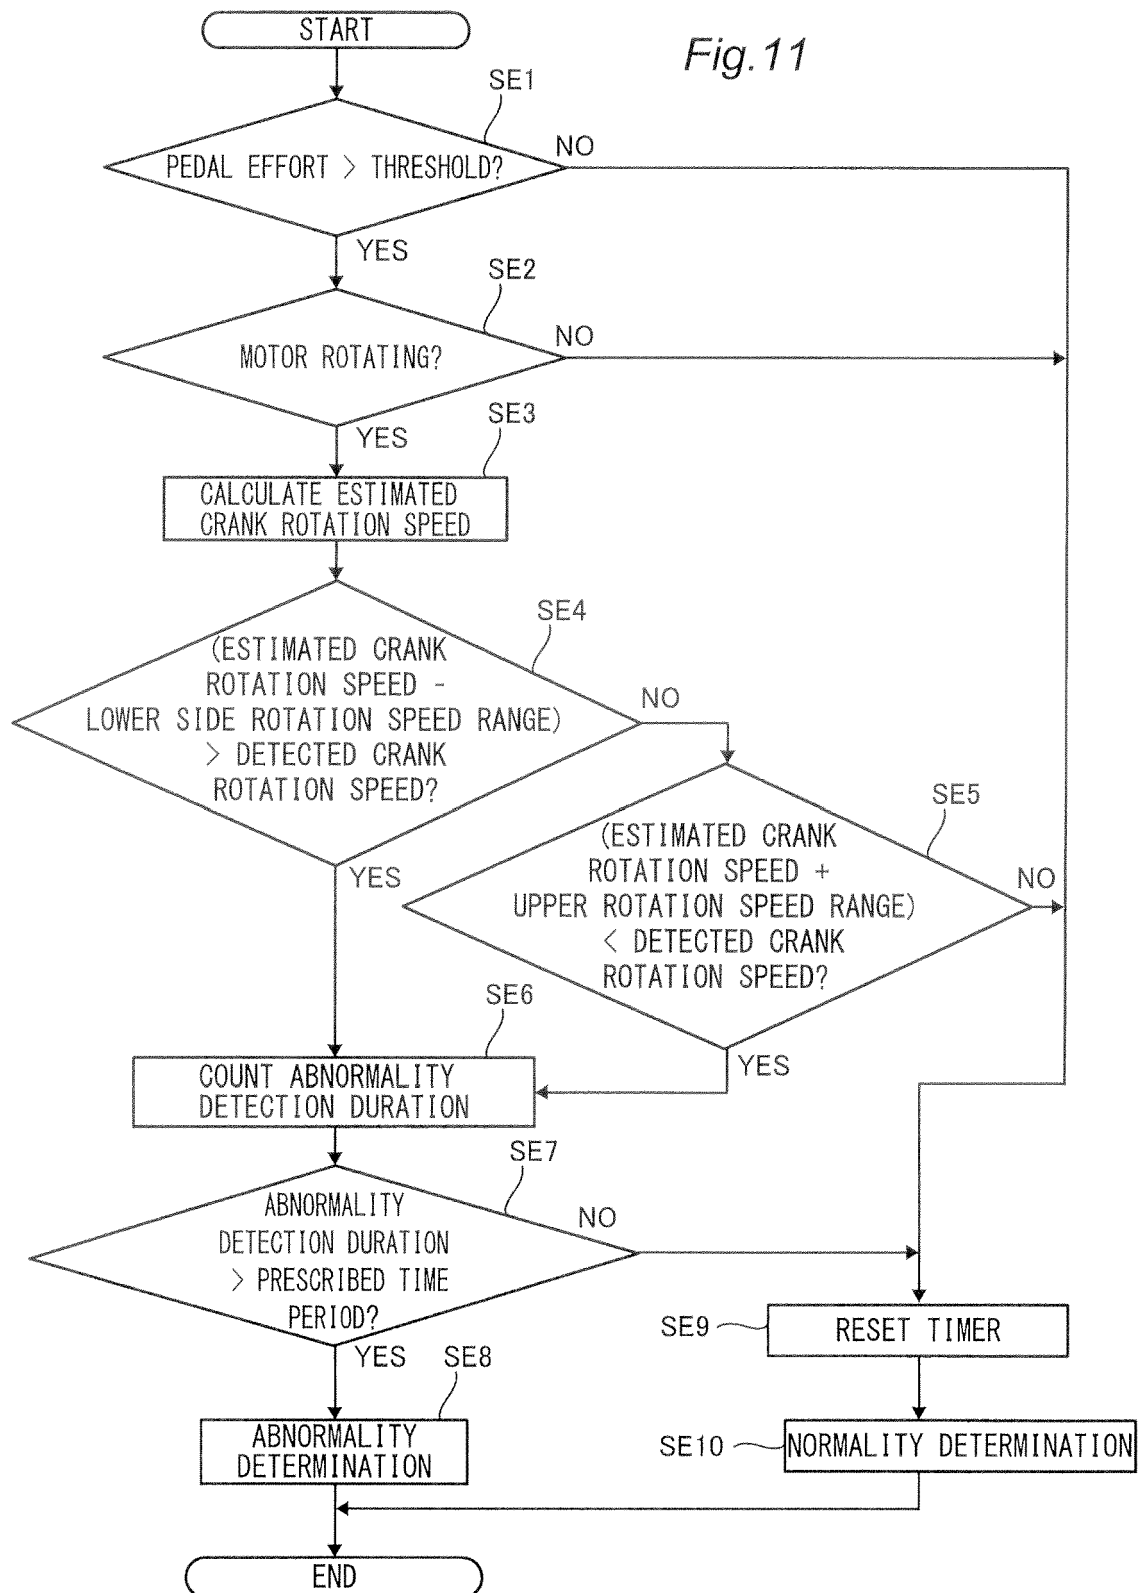 START
Fig.11
SE1
PEDAL EFFORT > THRESHOLD?
NO
YES
SE2
MOTOR ROTATING?
NO
YES
SE3
CALCULATE ESTIMATED
CRANK ROTATION SPEED
SE4
(ESTIMATED CRANK
ROTATION SPEED -
LOWER SIDE ROTATION SPEED RANGE)
> DETECTED CRANK
ROTATION SPEED?
NO
YES
SE5
(ESTIMATED CRANK
ROTATION SPEED +
UPPER ROTATION SPEED RANGE)
< DETECTED CRANK
ROTATION SPEED?
NO
YES
SE6
COUNT ABNORMALITY
DETECTION DURATION
SE7
ABNORMALITY
DETECTION DURATION
> PRESCRIBED TIME
PERIOD?
NO
YES
SE9
RESET TIMER
SE8
ABNORMALITY
DETERMINATION
SE10
NORMALITY DETERMINATION
END